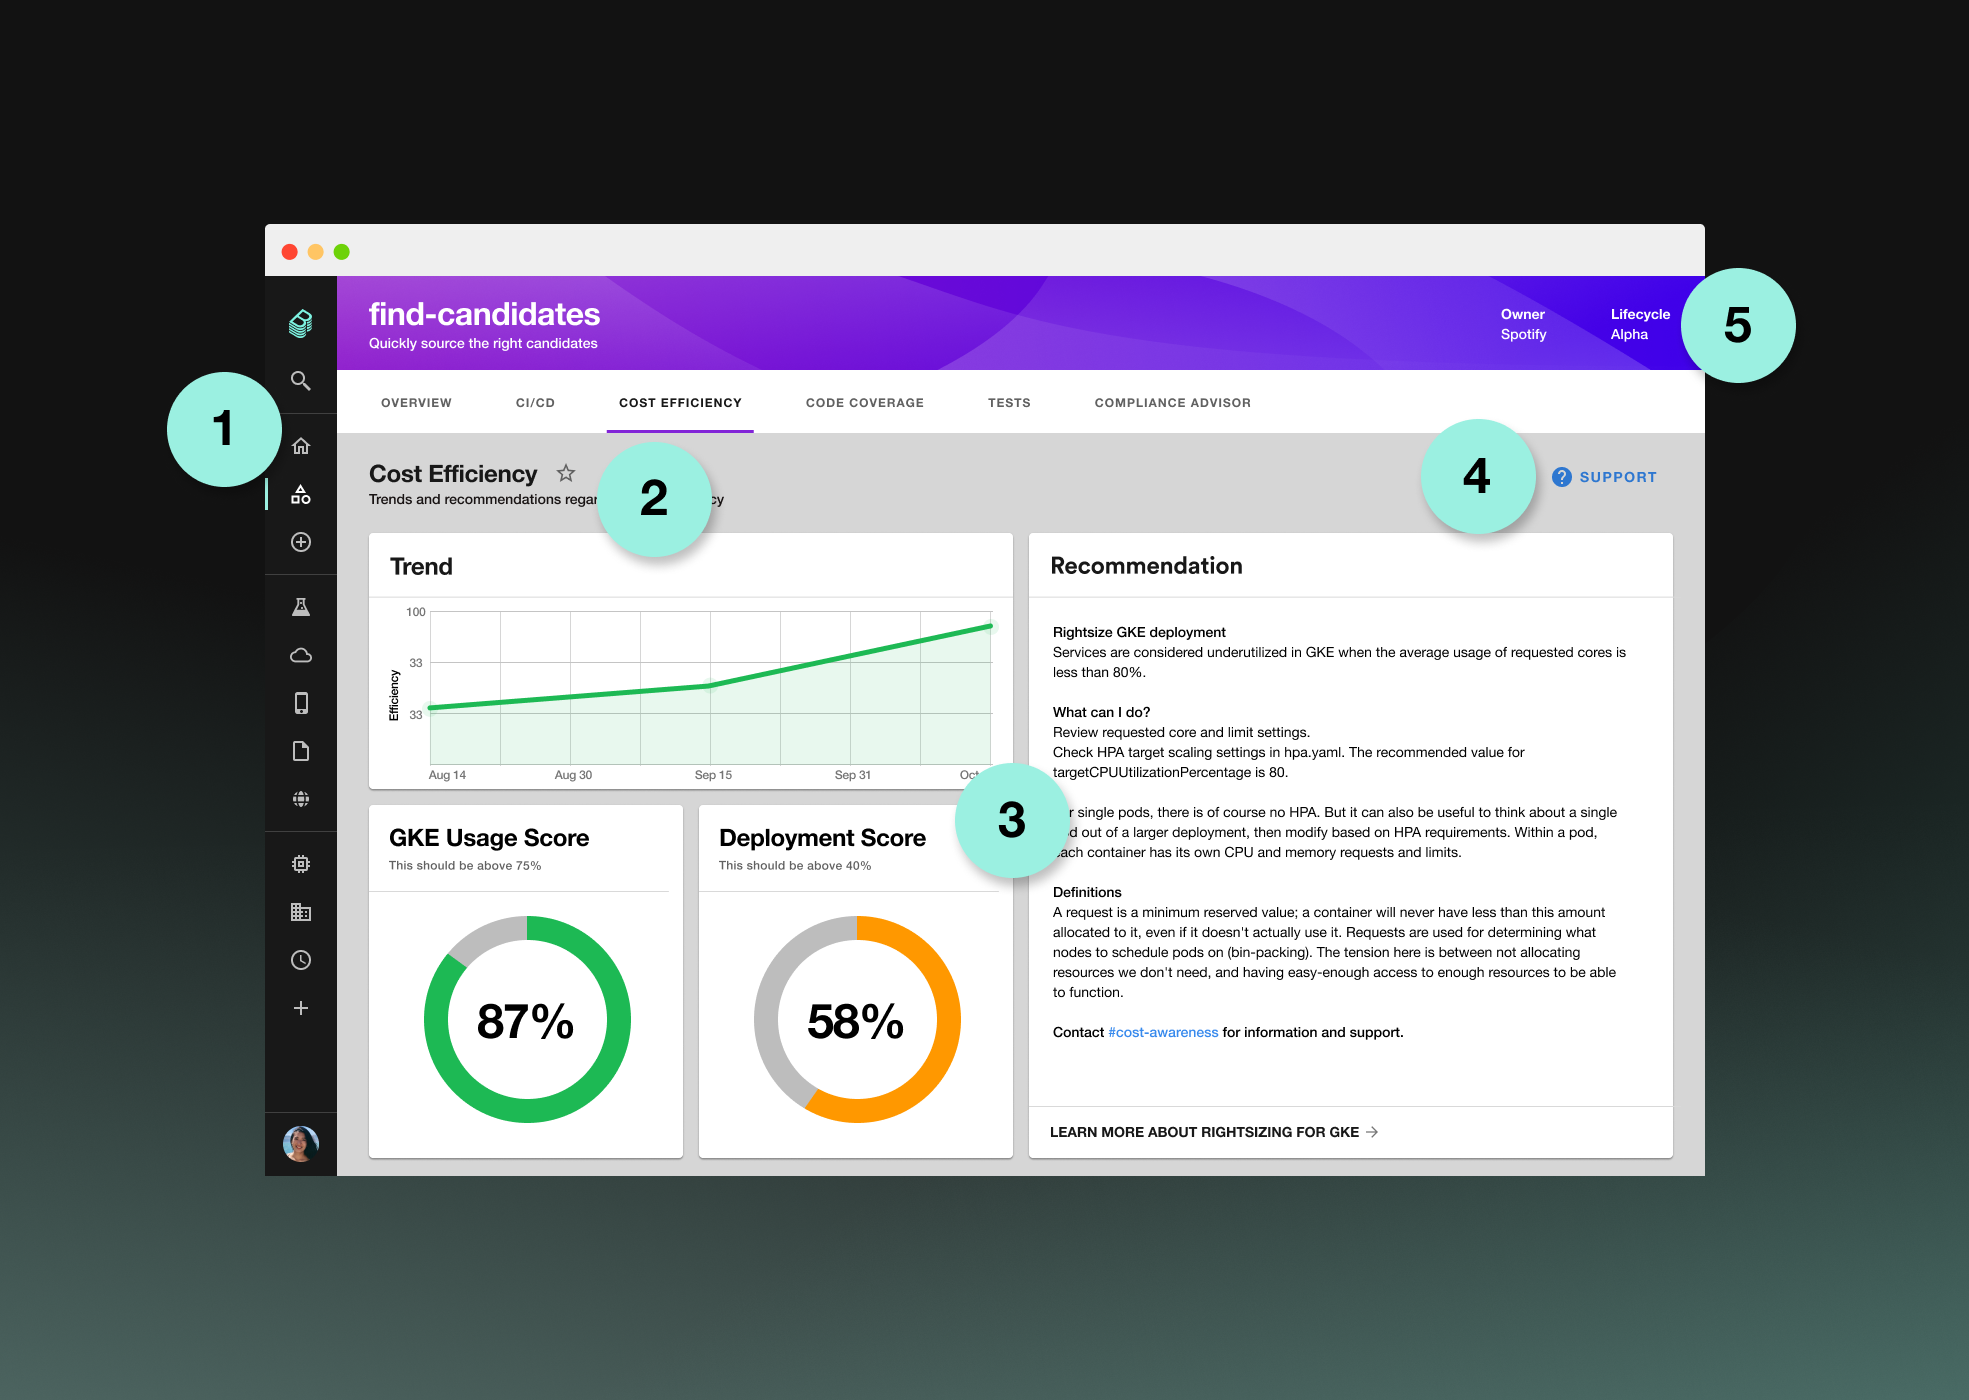 find-candidates
Quickly source the right candidates
Owner
Spotify
Lifecycle
Alpha
5
1
OVERVIEW
CI/CD
COST EFFICIENCY
CODE COVERAGE
TESTS
COMPLIANCE ADVISOR
Cost Efficiency
Trends and recommendations
2
4
SUPPORT
Trend
100
33
33
Efficiency
Aug 14
Aug 30
Sep 15
Sep 31
Oct
3
GKE Usage Score
This should be above 75%
87%
Deployment Score
This should be above 40%
58%
Recommendation
Rightsize GKE deployment
Services are considered underutilized in GKE when the average usage of requested cores is
less than 80%.
What can I do?
Review requested core and limit settings.
Check HPA target scaling settings in hpa.yaml. The recommended value for
targetCPUUtilizationPercentage is 80.
single pods, there is of course no HPA. But it can also be useful to think about a single
out of a larger deployment, then modify based on HPA requirements. Within a pod,
each container has its own CPU and memory requests and limits.
Definitions
A request is a minimum reserved value; a container will never have less than this amount
allocated to it, even if it doesn't actually use it. Requests are used for determining what
nodes to schedule pods on (bin-packing). The tension here is between not allocating
resources we don't need, and having easy-enough access to enough resources to be able
to function.
Contact #cost-awareness for information and support.
LEARN MORE ABOUT RIGHTSIZING FOR GKE